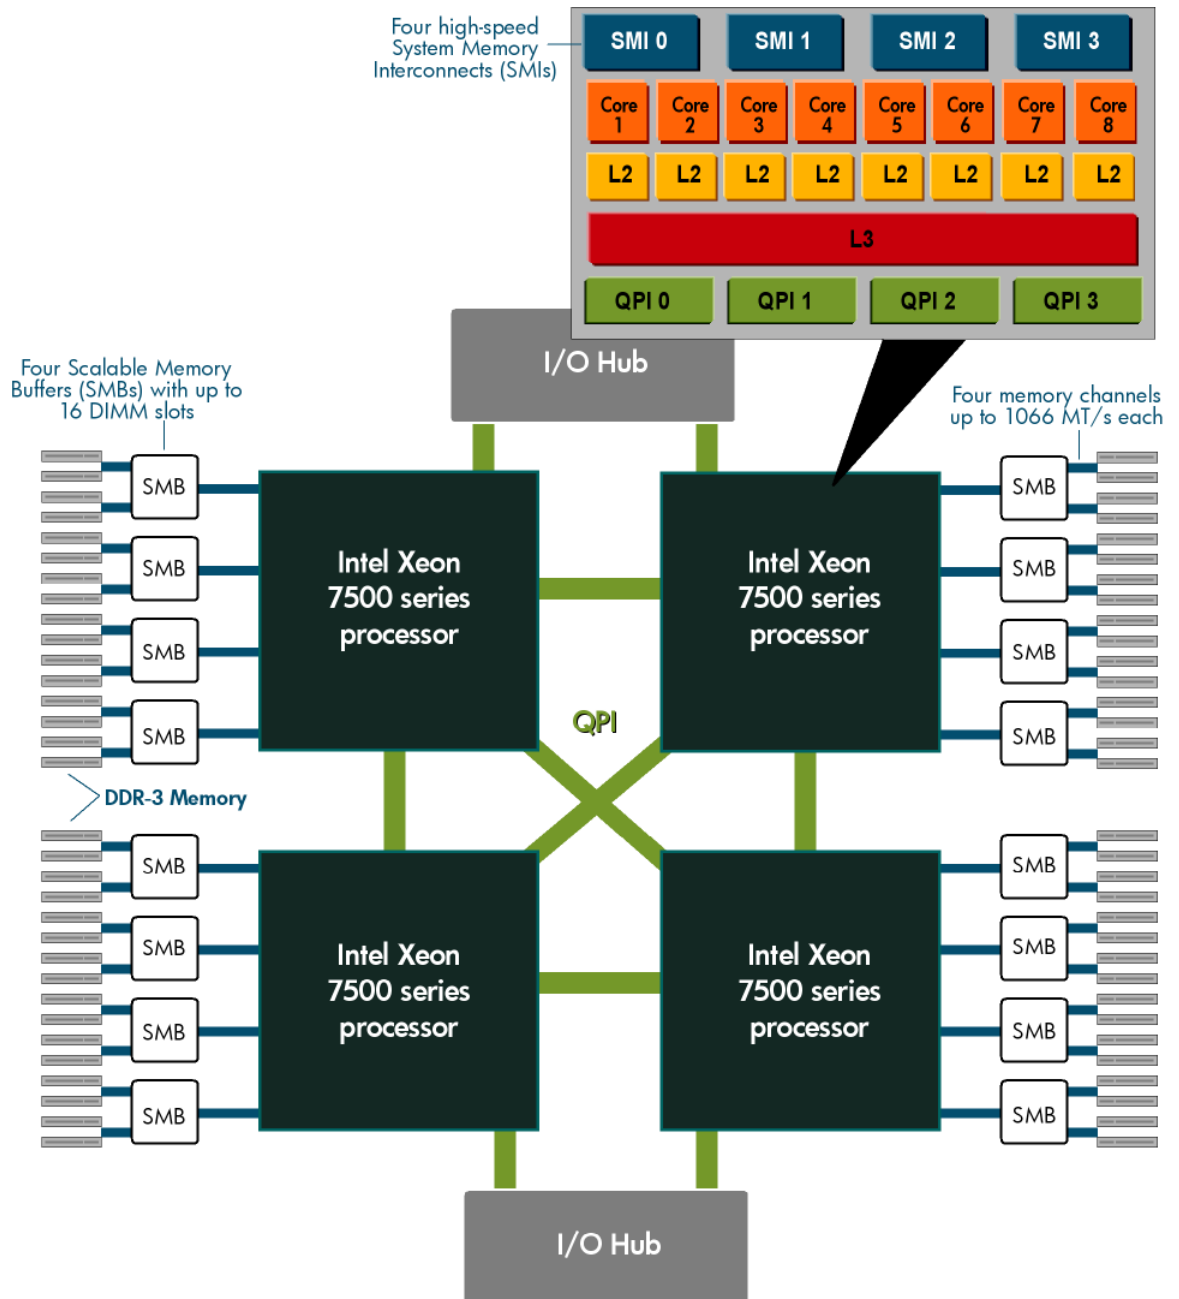 Four high-speed
System Memory
Interconnects (SMIs)
SMI 0 SMI 1 SMI 2 SMI 3
Core 1 Core 2 Core 3 Core 4 Core 5 Core 6 Core 7 Core 8
L2 L2 L2 L2 L2 L2 L2 L2
L3
QPI 0 QPI 1 QPI 2 QPI 3
I/O Hub
Four Scalable Memory
Buffers (SMBs) with up to
16 DIMM slots
Four memory channels
up to 1066 MT/s each
SMB
SMB
SMB
SMB
Intel Xeon
7500 series
processor
Intel Xeon
7500 series
processor
SMB
SMB
SMB
SMB
QPI
DDR-3 Memory
SMB
SMB
SMB
SMB
Intel Xeon
7500 series
processor
Intel Xeon
7500 series
processor
SMB
SMB
SMB
SMB
I/O Hub